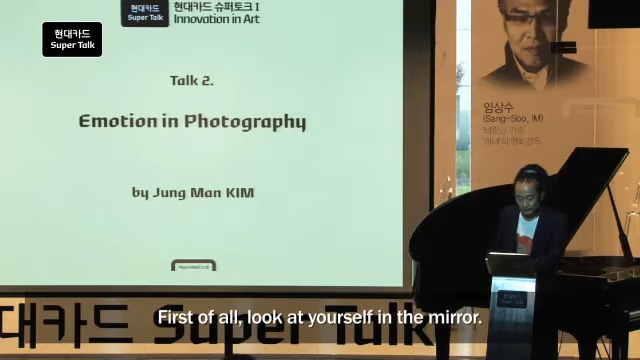 현대카드
Super Talk
현대카드
Super Talk
현대카드 슈퍼토크 I
Innovation in Art
Talk 2.
Emotion in Photography
by Jung Man KIM
임상수
(Sang-Soo, IM)
대카드 Super Talk
First of all, look at yourself in the mirror.